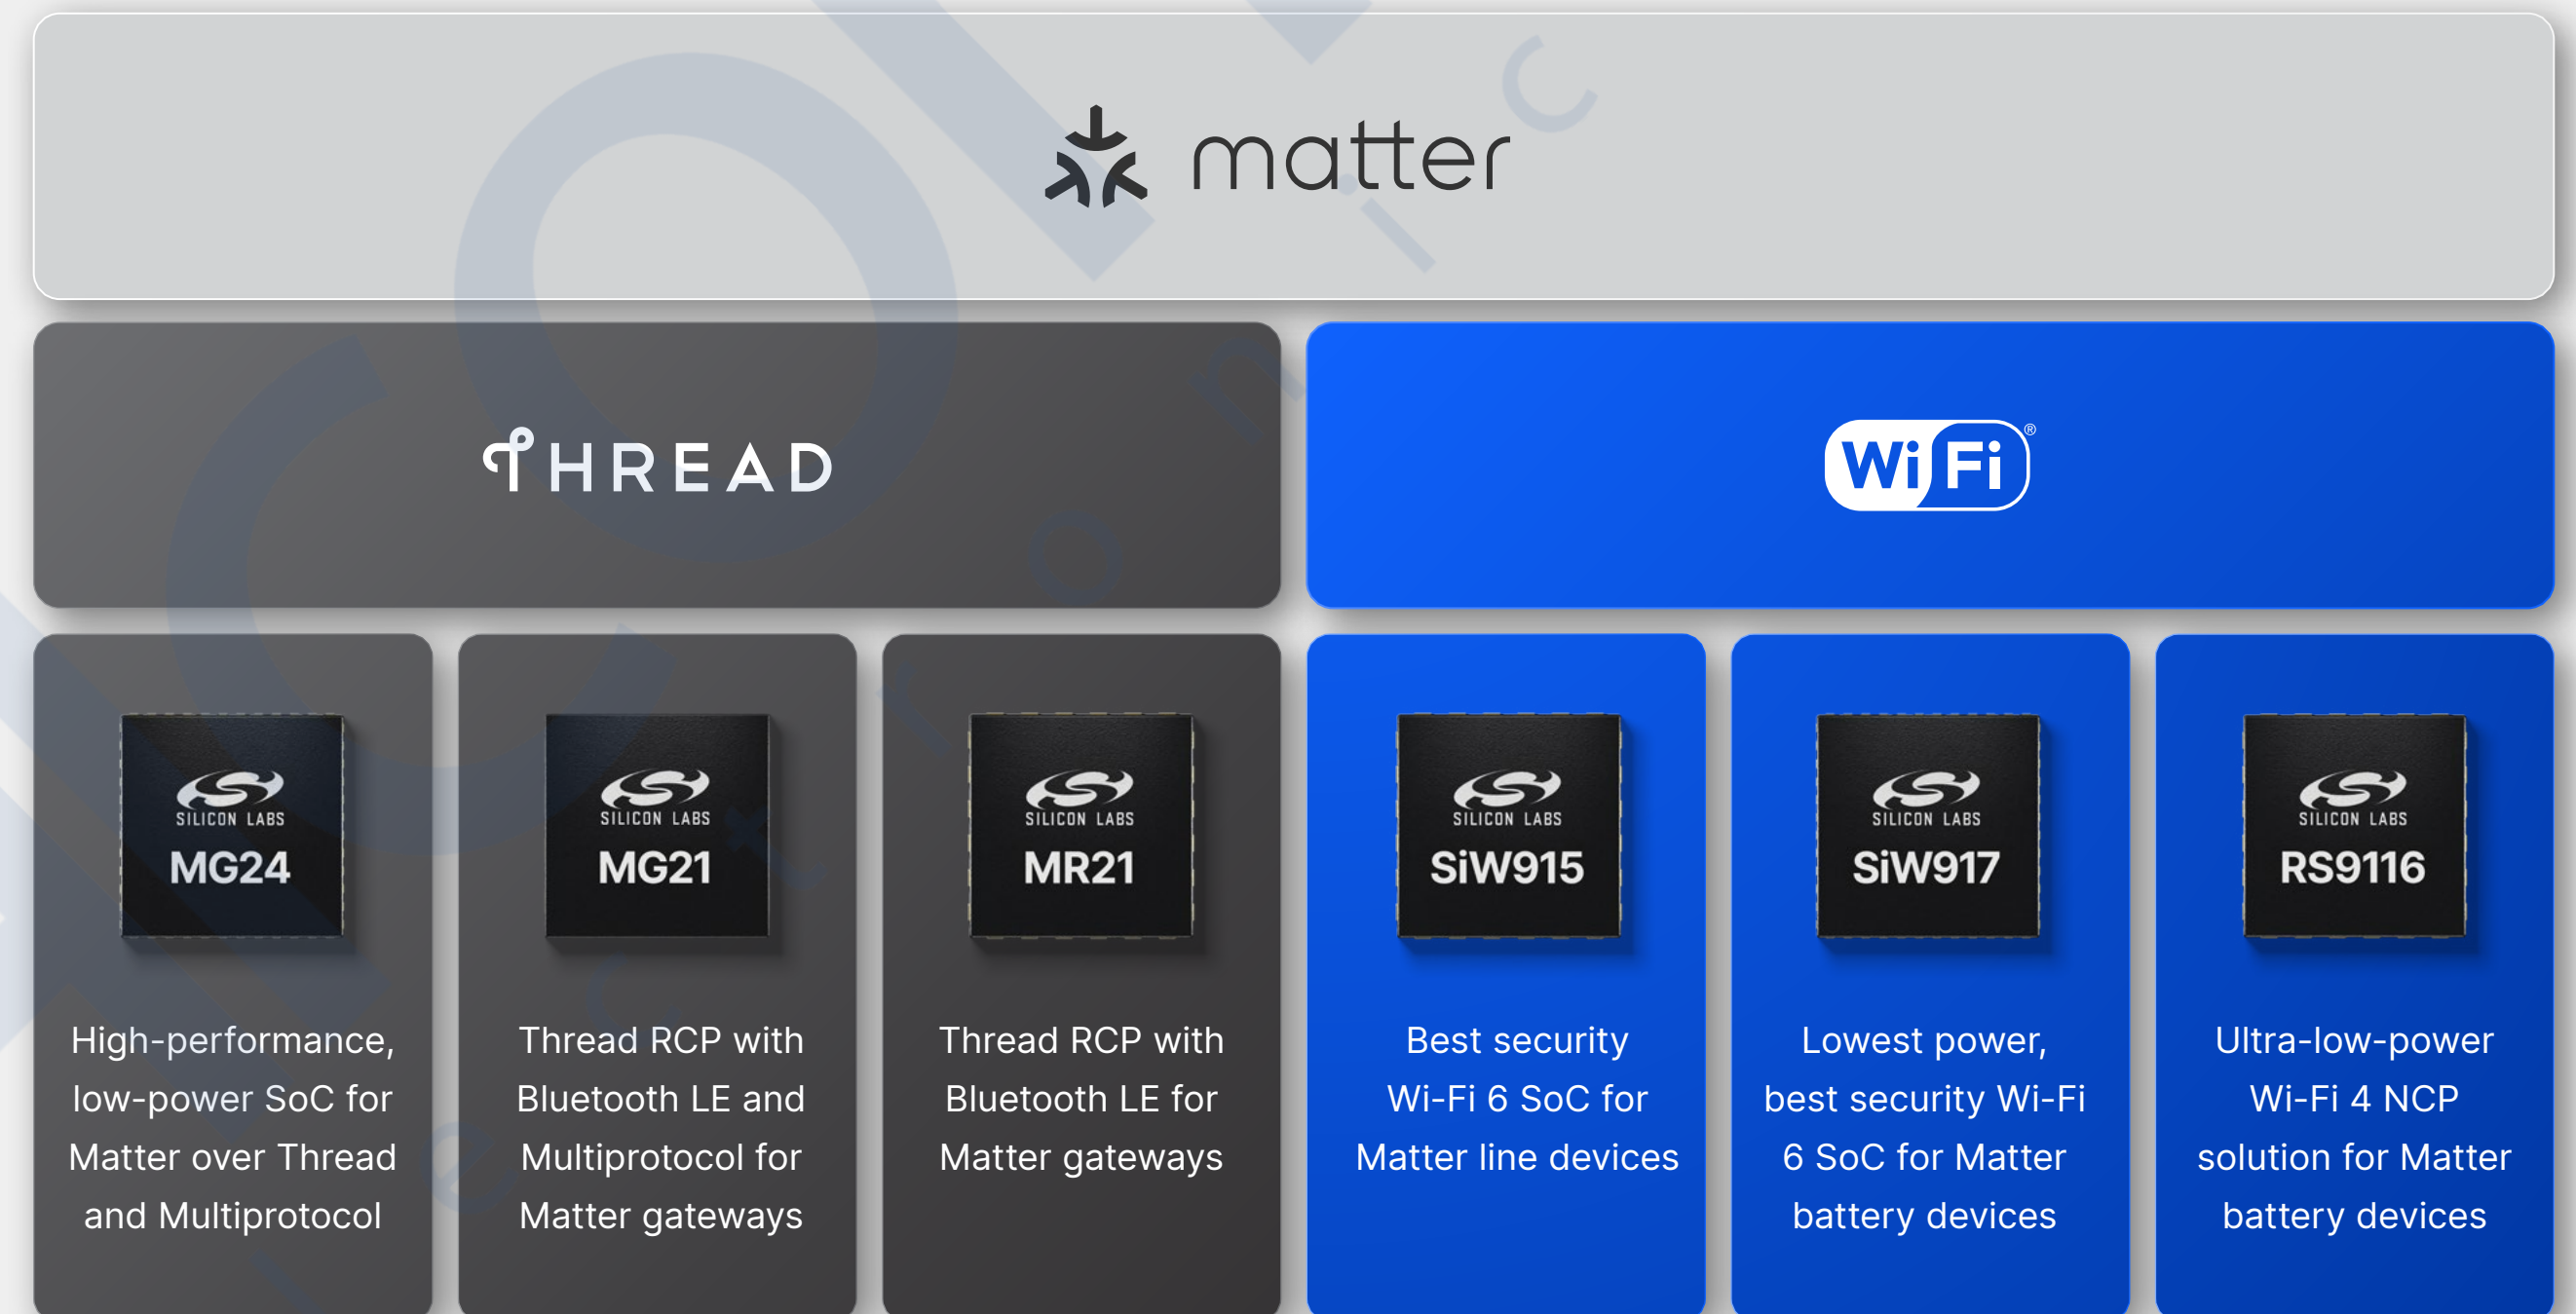 matter
THREAD
Wi Fi ®
SILICON LABS
MG24
High-performance,
low-power SoC for
Matter over Thread
and Multiprotocol
SILICON LABS
MG21
Thread RCP with
Bluetooth LE and
Multiprotocol for
Matter gateways
SILICON LABS
MR21
Thread RCP with
Bluetooth LE for
Matter gateways
SILICON LABS
SiW915
Best security
Wi-Fi 6 SoC for
Matter line devices
SILICON LABS
SiW917
Lowest power,
best security Wi-Fi
6 SoC for Matter
battery devices
SILICON LABS
RS9116
Ultra-low-power
Wi-Fi 4 NCP
solution for Matter
battery devices